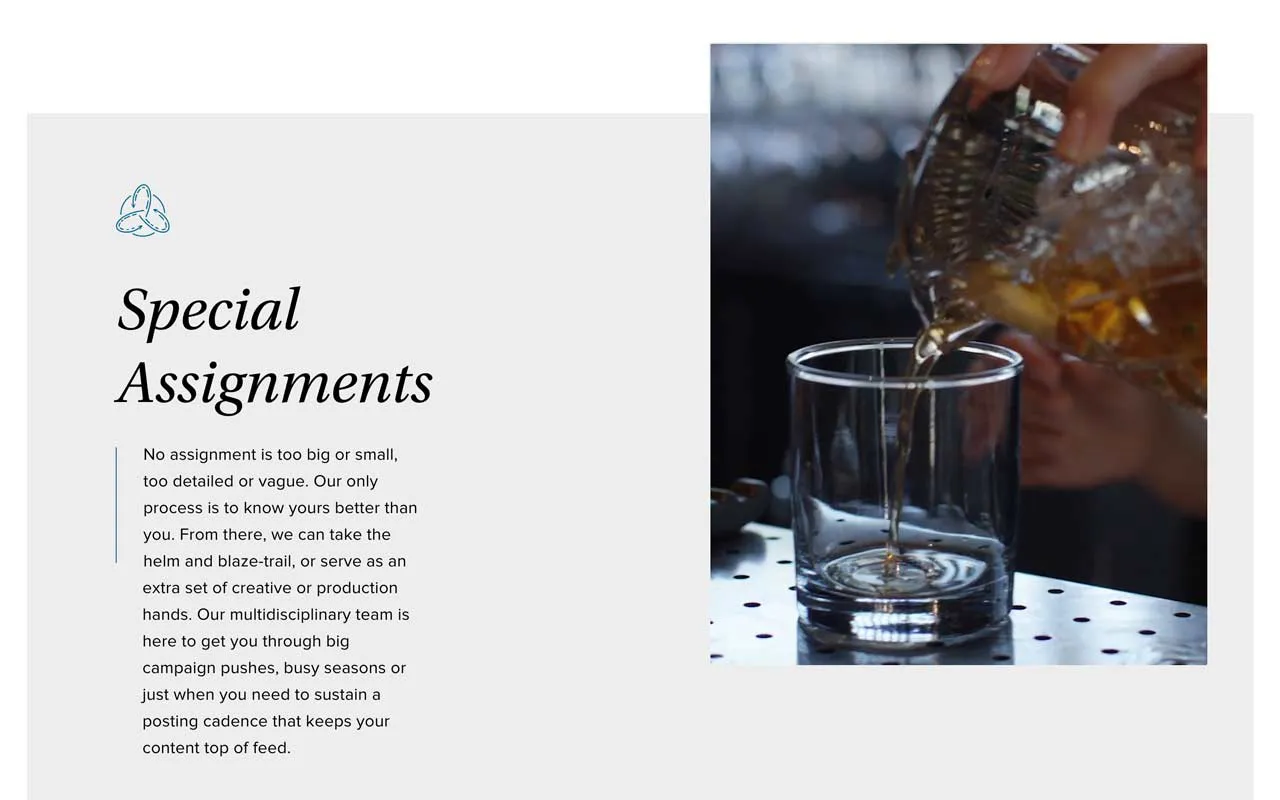 Special
Assignments
No assignment is too big or small,
too detailed or vague. Our only
process is to know yours better than
you. From there, we can take the
helm and blaze-trail, or serve as an
extra set of creative or production
hands. Our multidisciplinary team is
here to get you through big
campaign pushes, busy seasons or
just when you need to sustain a
posting cadence that keeps your
content top of feed.